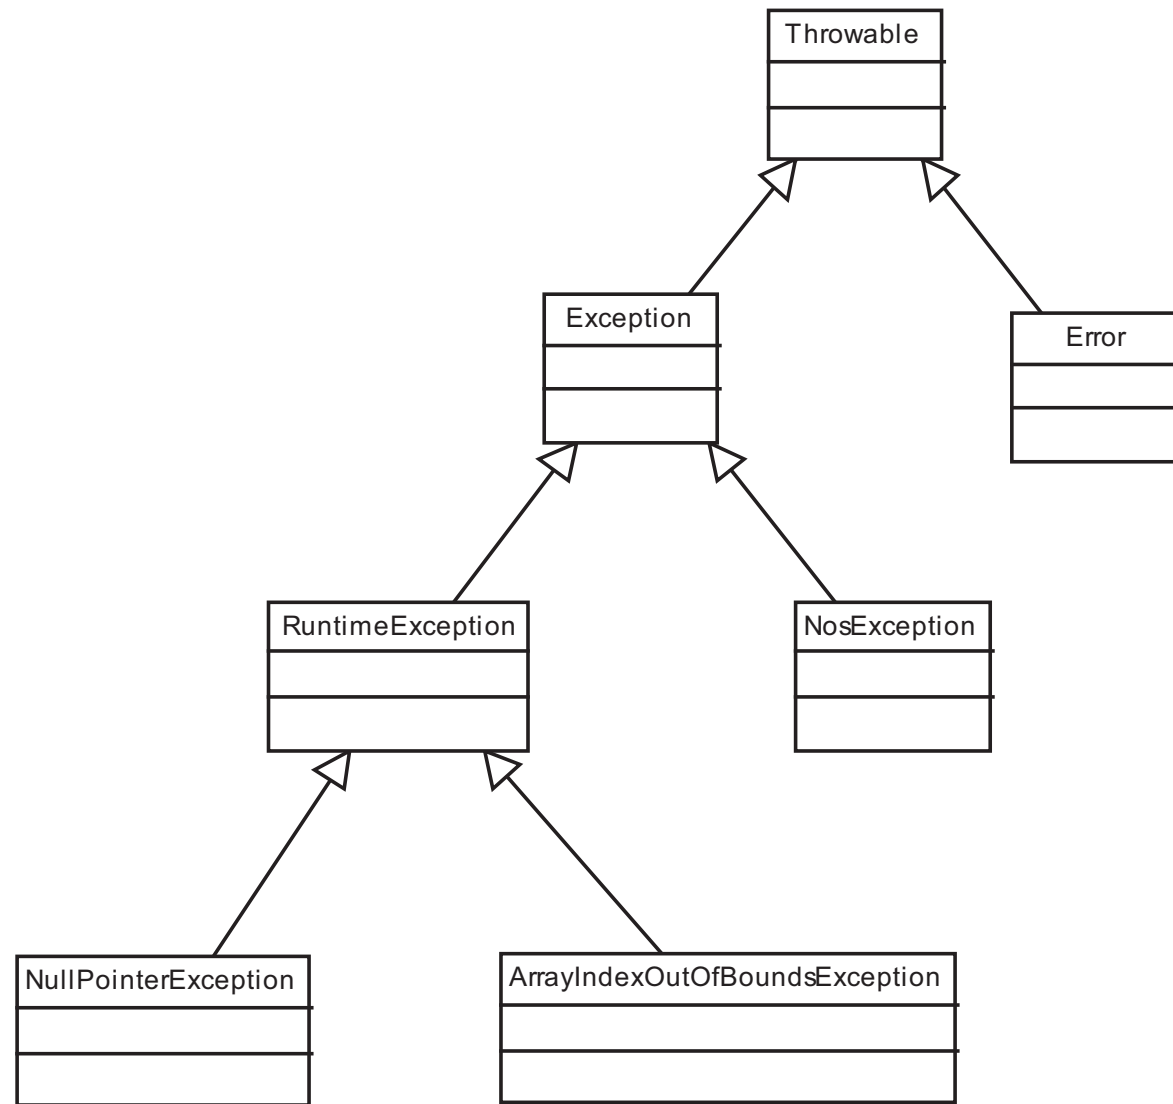 Throwable
Exception
Error
RuntimeException
NosException
NullPointerException
ArrayIndexOutOfBoundsException